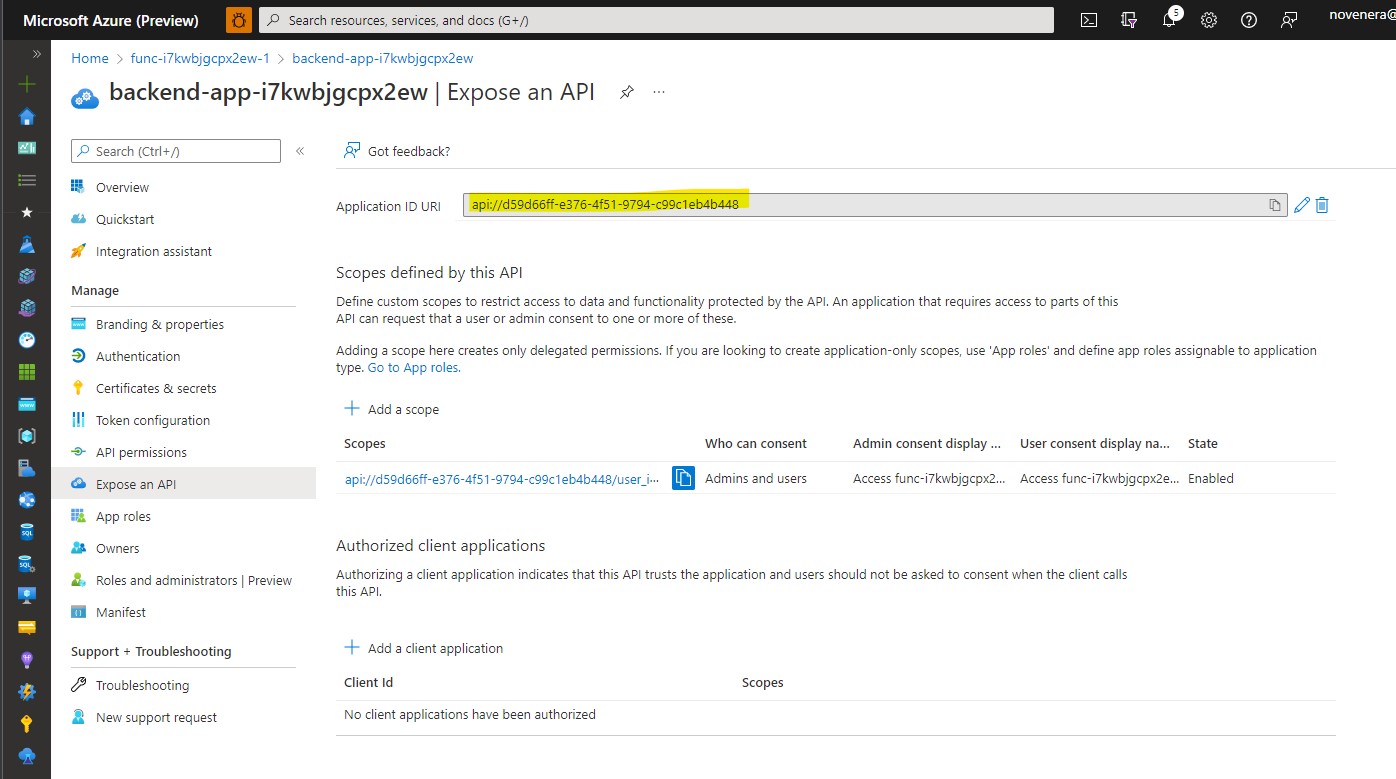 Microsoft Azure (Preview)
Search resources, services, and docs (G+/)
5
novenera@
Home > func-i7kwbjgcpx2ew-1 > backend-app-i7kwbjgcpx2ew
backend-app-i7kwbjgcpx2ew | Expose an API
Search (Ctrl+/)
Overview
Quickstart
Integration assistant
Manage
Branding & properties
Authentication
Certificates & secrets
Token configuration
API permissions
Expose an API
App roles
Owners
Roles and administrators | Preview
Manifest
Support + Troubleshooting
Troubleshooting
New support request
Got feedback?
Application ID URI
api://d59d66ff-e376-4f51-9794-c99c1eb4b448
Scopes defined by this API
Define custom scopes to restrict access to data and functionality protected by the API. An application that requires access to parts of this
API can request that a user or admin consent to one or more of these.
Adding a scope here creates only delegated permissions. If you are looking to create application-only scopes, use 'App roles' and define app roles assignable to application
type. Go to App roles.
Add a scope
Scopes Who can consent Admin consent display ... User consent display na... State
api://d59d66ff-e376-4f51-9794-c99c1eb4b448/user_i... Admins and users Access func-i7kwbjgcpx2... Access func-i7kwbjgcpx2e... Enabled
Authorized client applications
Authorizing a client application indicates that this API trusts the application and users should not be asked to consent when the client calls
this API.
Add a client application
Client Id Scopes
No client applications have been authorized